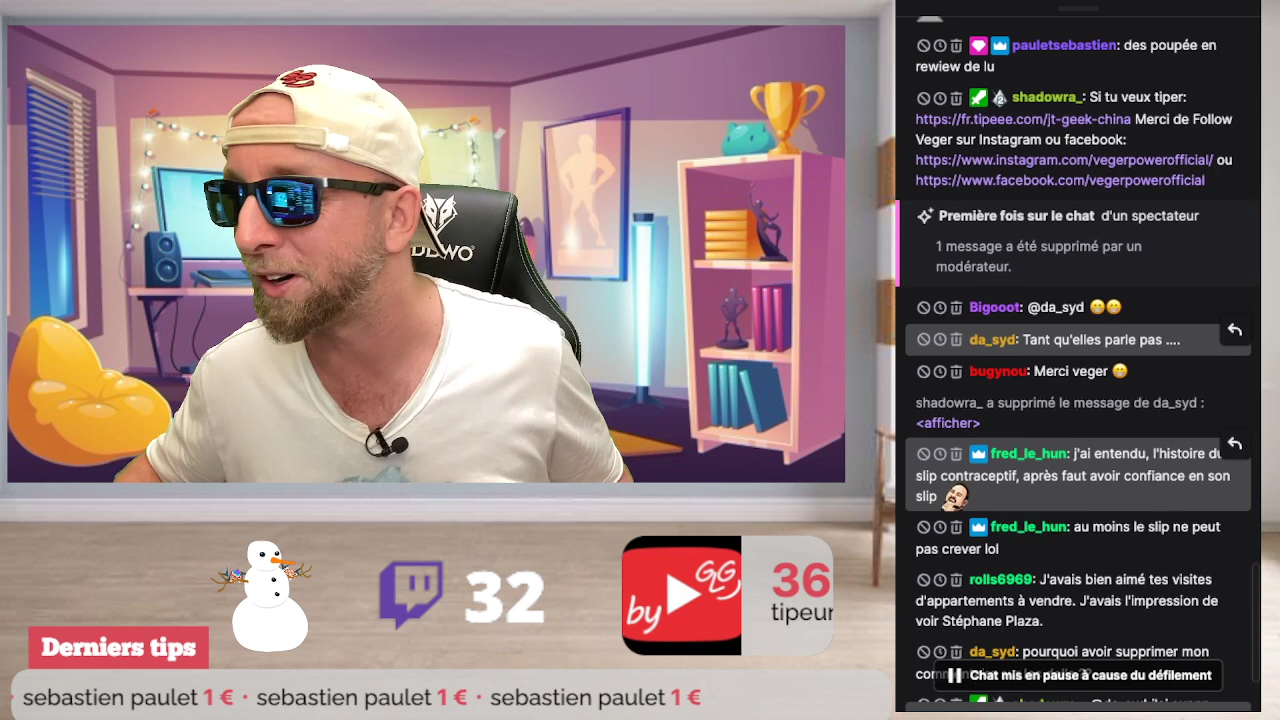 pauletsebastien: des poupée en
rewiew de lu
shadowra_: Si tu veux tiper:
https://fr.tipeee.com/jt-geek-china Merci de Follow
Veger sur Instagram ou facebook:
https://www.instagram.com/vegerpowerofficial/ ou
https://www.facebook.com/vegerpowerofficial
Première fois sur le chat d'un spectateur
1 message a été supprimé par un
modérateur.
Bigooot: @da_syd
da_syd: Tant qu'elles parle pas ....
bugynou: Merci veger
shadowra_ a supprimé le message de da_syd :
<afficher>
fred_le_hun: j'ai entendu, l'histoire du
slip contraceptif, après faut avoir confiance en son
slip
fred_le_hun: au moins le slip ne peut
pas crever lol
rolls6969: J'avais bien aimé tes visites
d'appartements à vendre. J'avais l'impression de
voir Stéphane Plaza.
da_syd: pourquoi avoir supprimer mon
Chat mis en pause à cause du défilement
32
by GGJ
36
tipeur
Derniers tips
sebastien paulet 1 € · sebastien paulet 1 € · sebastien paulet 1 €